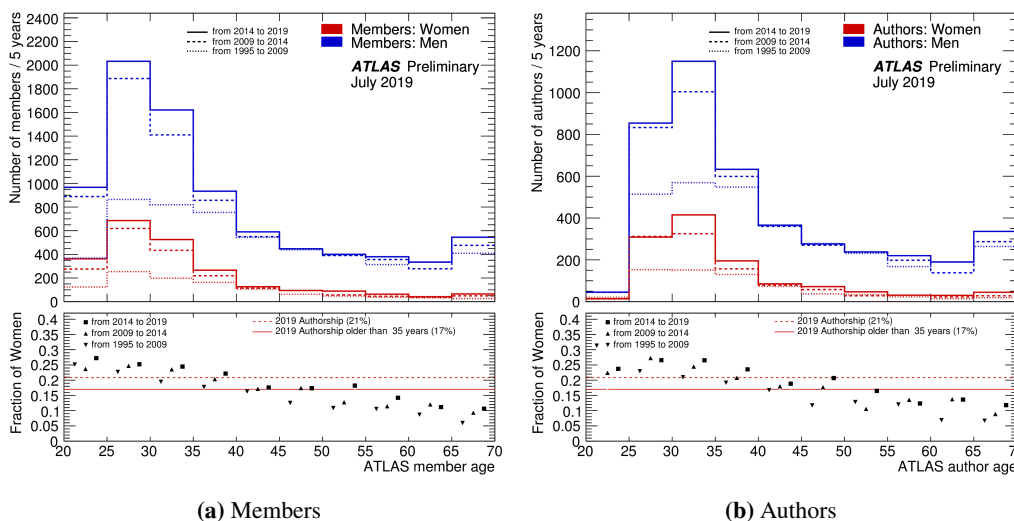 Number of members / 5 years
2400
2200
2000
1800
1600
1400
1200
1000
800
600
400
200
0
from 2014 to 2019
from 2009 to 2014
from 1995 to 2009
Members: Women
Members: Men
ATLAS Preliminary
July 2019
Fraction of Women
0.4
0.35
0.3
0.25
0.2
0.15
0.1
0.05
0
from 2014 to 2019
from 2009 to 2014
from 1995 to 2009
2019 Authorship (21%)
2019 Authorship older than 35 years (17%)
20 25 30 35 40 45 50 55 60 65 70
ATLAS member age
(a) Members
Number of authors / 5 years
1200
1000
800
600
400
200
0
from 2014 to 2019
from 2009 to 2014
from 1995 to 2009
Authors: Women
Authors: Men
ATLAS Preliminary
July 2019
Fraction of Women
0.4
0.35
0.3
0.25
0.2
0.15
0.1
0.05
0
from 2014 to 2019
from 2009 to 2014
from 1995 to 2009
2019 Authorship (21%)
2019 Authorship older than 35 years (17%)
20 25 30 35 40 45 50 55 60 65 70
ATLAS author age
(b) Authors